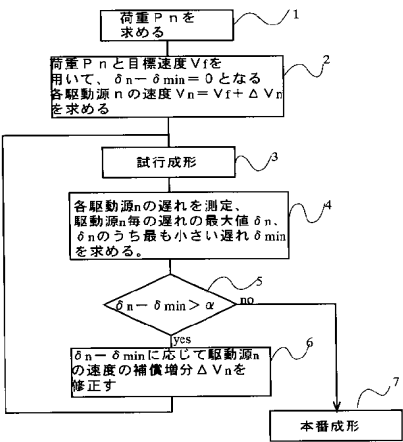 荷重Pnを
求める
1
荷重Pnと目標速度Vfを
用いて、δn－δmin＝0となる
各駆動源nの速度Vn＝Vf＋ΔVn
を求める
2
試行成形
3
各駆動源nの遅れを測定、
駆動源n毎の遅れの最大値δn、
δnのうち最も小さい遅れδmin
を求める。
4
δn－δmin＞α
5
no
yes
δn－δminに応じて駆動源n
の速度の補償増分ΔVnを
修正す
6
本番成形
7